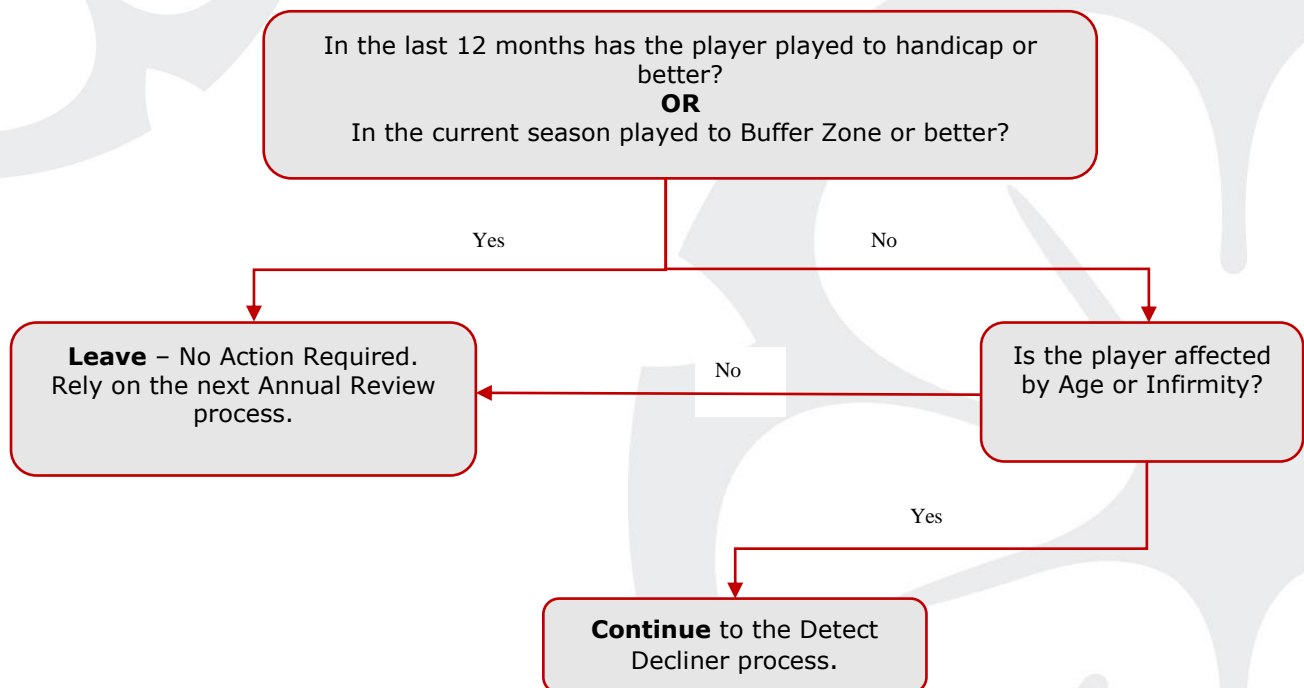 In the last 12 months has the player played to handicap or
better?
OR
In the current season played to Buffer Zone or better?
Yes
No
Leave – No Action Required.
Rely on the next Annual Review
process.
No
Is the player affected
by Age or Infirmity?
Yes
Continue to the Detect
Decliner process.